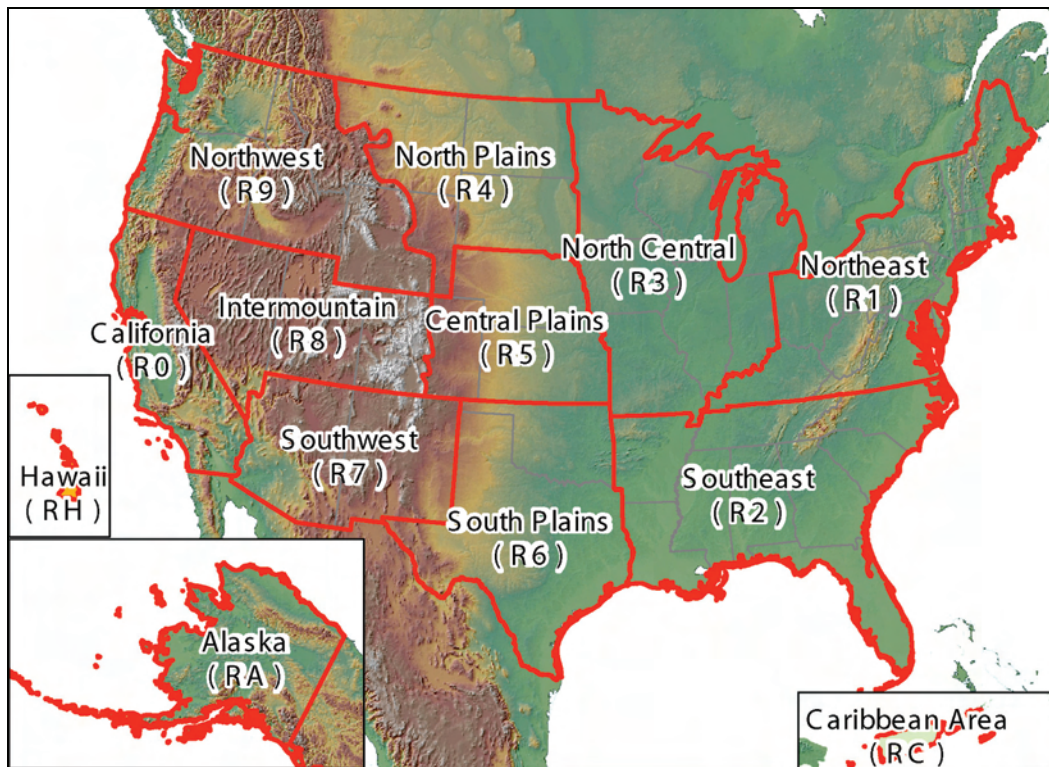 Northwest
( R9 )
North Plains
( R4 )
North Central
( R3 )
Northeast
( R1 )
Intermountain
( R8 )
Central Plains
( R5 )
California
( R0 )
Southwest
( R7 )
Southeast
( R2 )
Hawaii
( RH )
South Plains
( R6 )
Alaska
( RA )
Caribbean Area
( RC )